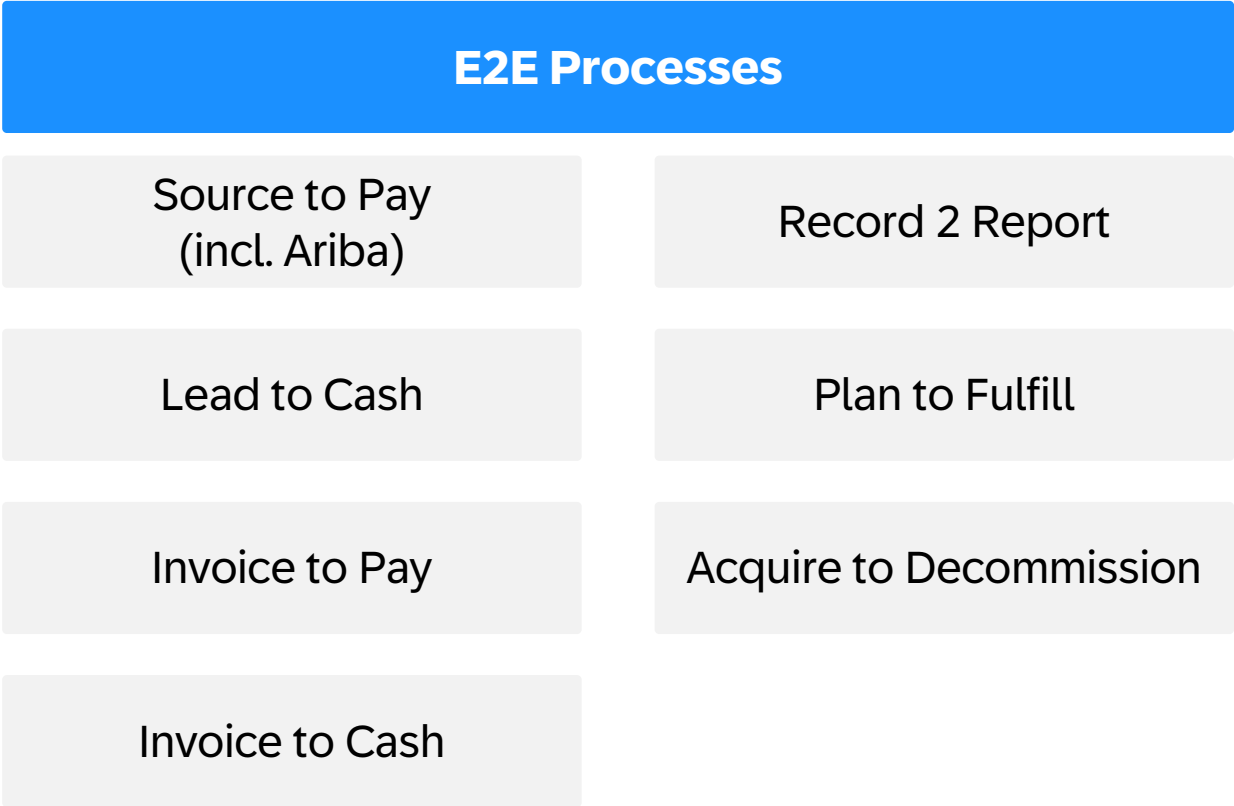 E2E Processes
Source to Pay
(incl. Ariba)
Record 2 Report
Lead to Cash
Plan to Fulfill
Invoice to Pay
Acquire to Decommission
Invoice to Cash